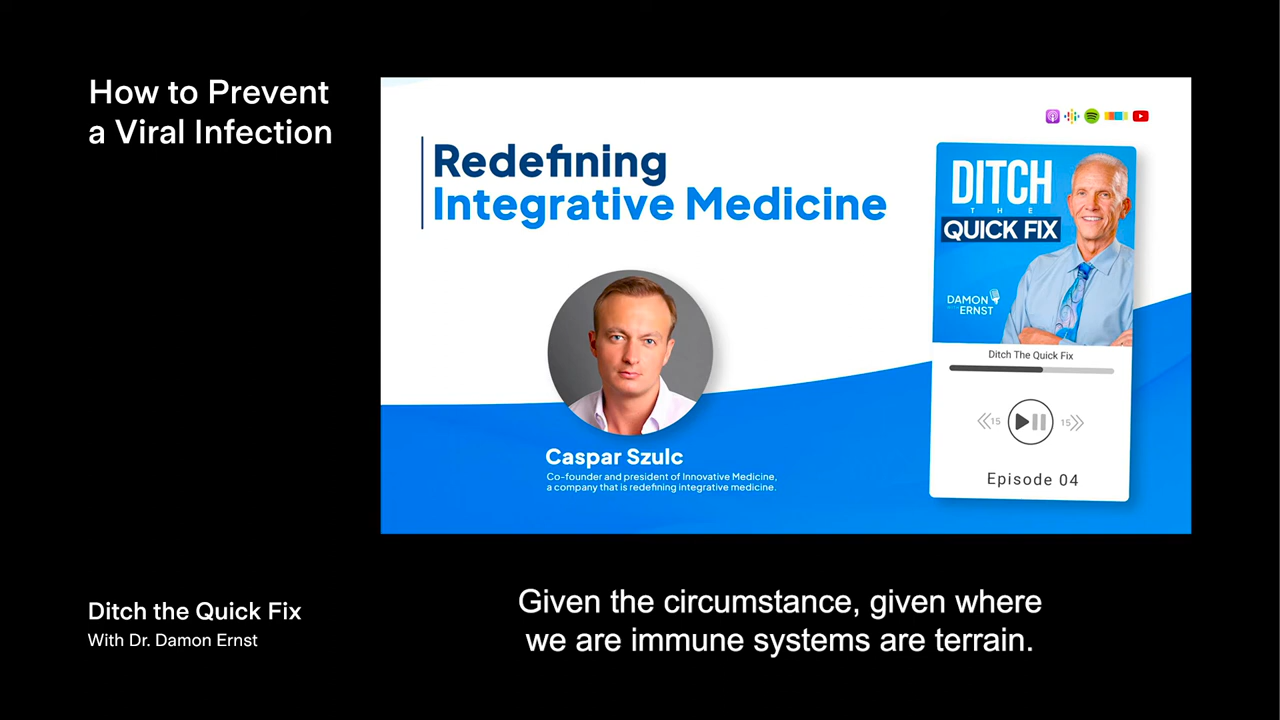 How to Prevent
a Viral Infection
Redefining
Integrative Medicine
Caspar Szulc
Co-founder and president of Innovative Medicine,
a company that is redefining integrative medicine.
DITCH
THE
QUICK FIX
DAMON
ERNST
Ditch The Quick Fix
15
15
Episode 04
Ditch the Quick Fix
With Dr. Damon Ernst
Given the circumstance, given where
we are immune systems are terrain.